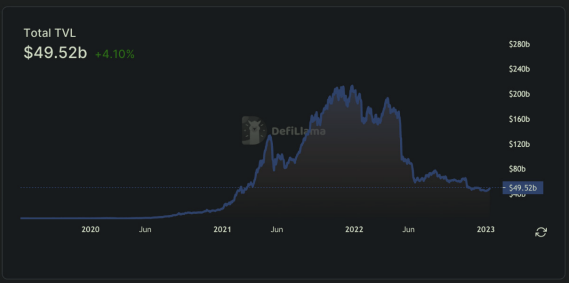 Total TVL
$49.52b +4.10%
$280b
$240b
$200b
$160b
DefiLlama
$120b
$80b
$49.52b
$40b
2020 Jun 2021 Jun 2022 Jun 2023